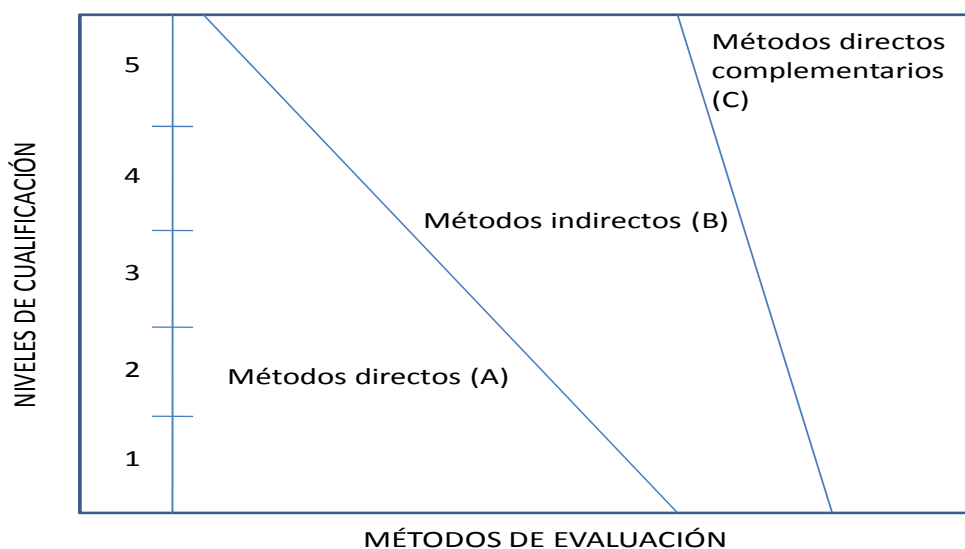 NIVELES DE CUALIFICACIÓN
5
4
3
2
1
Métodos directos
complementarios
(C)
Métodos indirectos (B)
Métodos directos (A)
MÉTODOS DE EVALUACIÓN